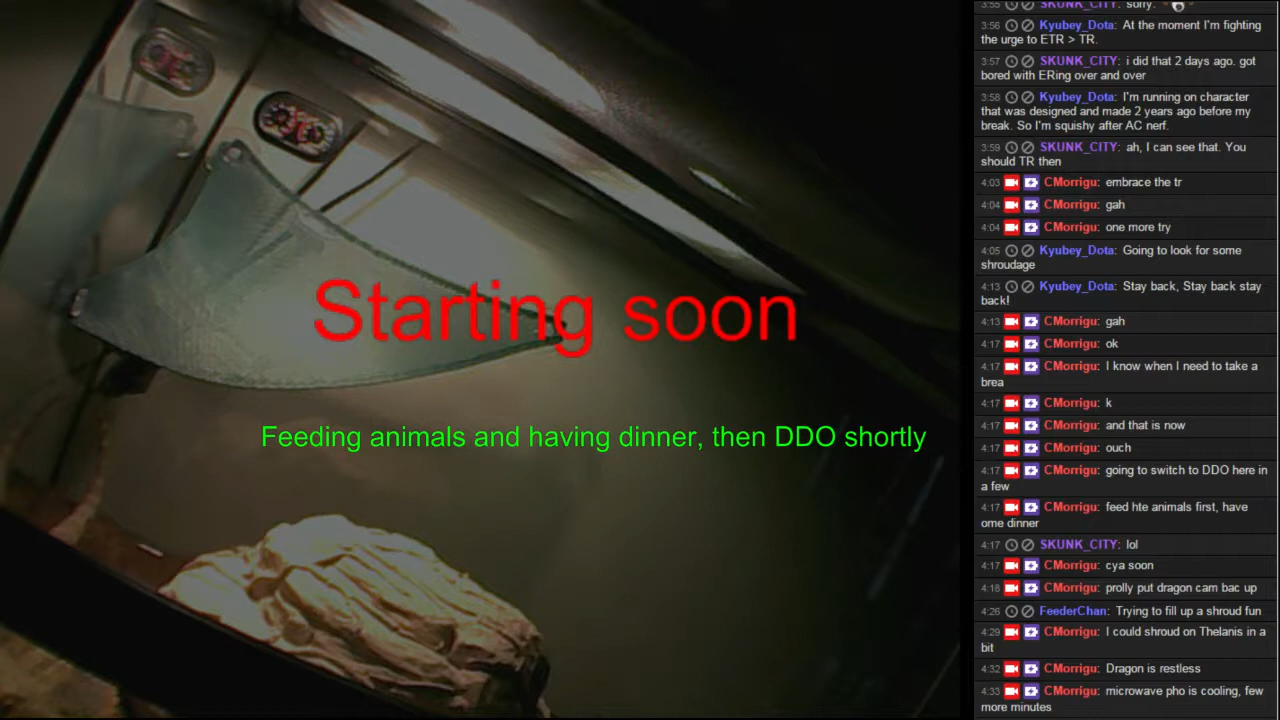 Starting soon
Feeding animals and having dinner, then DDO shortly
3:55 SKUNK_CITY: sorry.
3:56 Kyubey_Dota: At the moment I'm fighting
the urge to ETR > TR.
3:57 SKUNK_CITY: i did that 2 days ago. got
bored with ERing over and over
3:58 Kyubey_Dota: I'm running on character
that was designed and made 2 years ago before my
break. So I'm squishy after AC nerf.
3:59 SKUNK_CITY: ah, I can see that. You
should TR then
4:03 CMorrigu: embrace the tr
4:04 CMorrigu: gah
4:04 CMorrigu: one more try
4:05 Kyubey_Dota: Going to look for some
shroudage
4:13 Kyubey_Dota: Stay back, Stay back stay
back!
4:13 CMorrigu: gah
4:17 CMorrigu: ok
4:17 CMorrigu: I know when I need to take a
brea
4:17 CMorrigu: k
4:17 CMorrigu: and that is now
4:17 CMorrigu: ouch
4:17 CMorrigu: going to switch to DDO here in
a few
4:17 CMorrigu: feed hte animals first, have
ome dinner
4:17 SKUNK_CITY: lol
4:17 CMorrigu: cya soon
4:18 CMorrigu: prolly put dragon cam bac up
4:26 FeederChan: Trying to fill up a shroud fun
4:29 CMorrigu: I could shroud on Thelanis in a
bit
4:32 CMorrigu: Dragon is restless
4:33 CMorrigu: microwave pho is cooling, few
more minutes